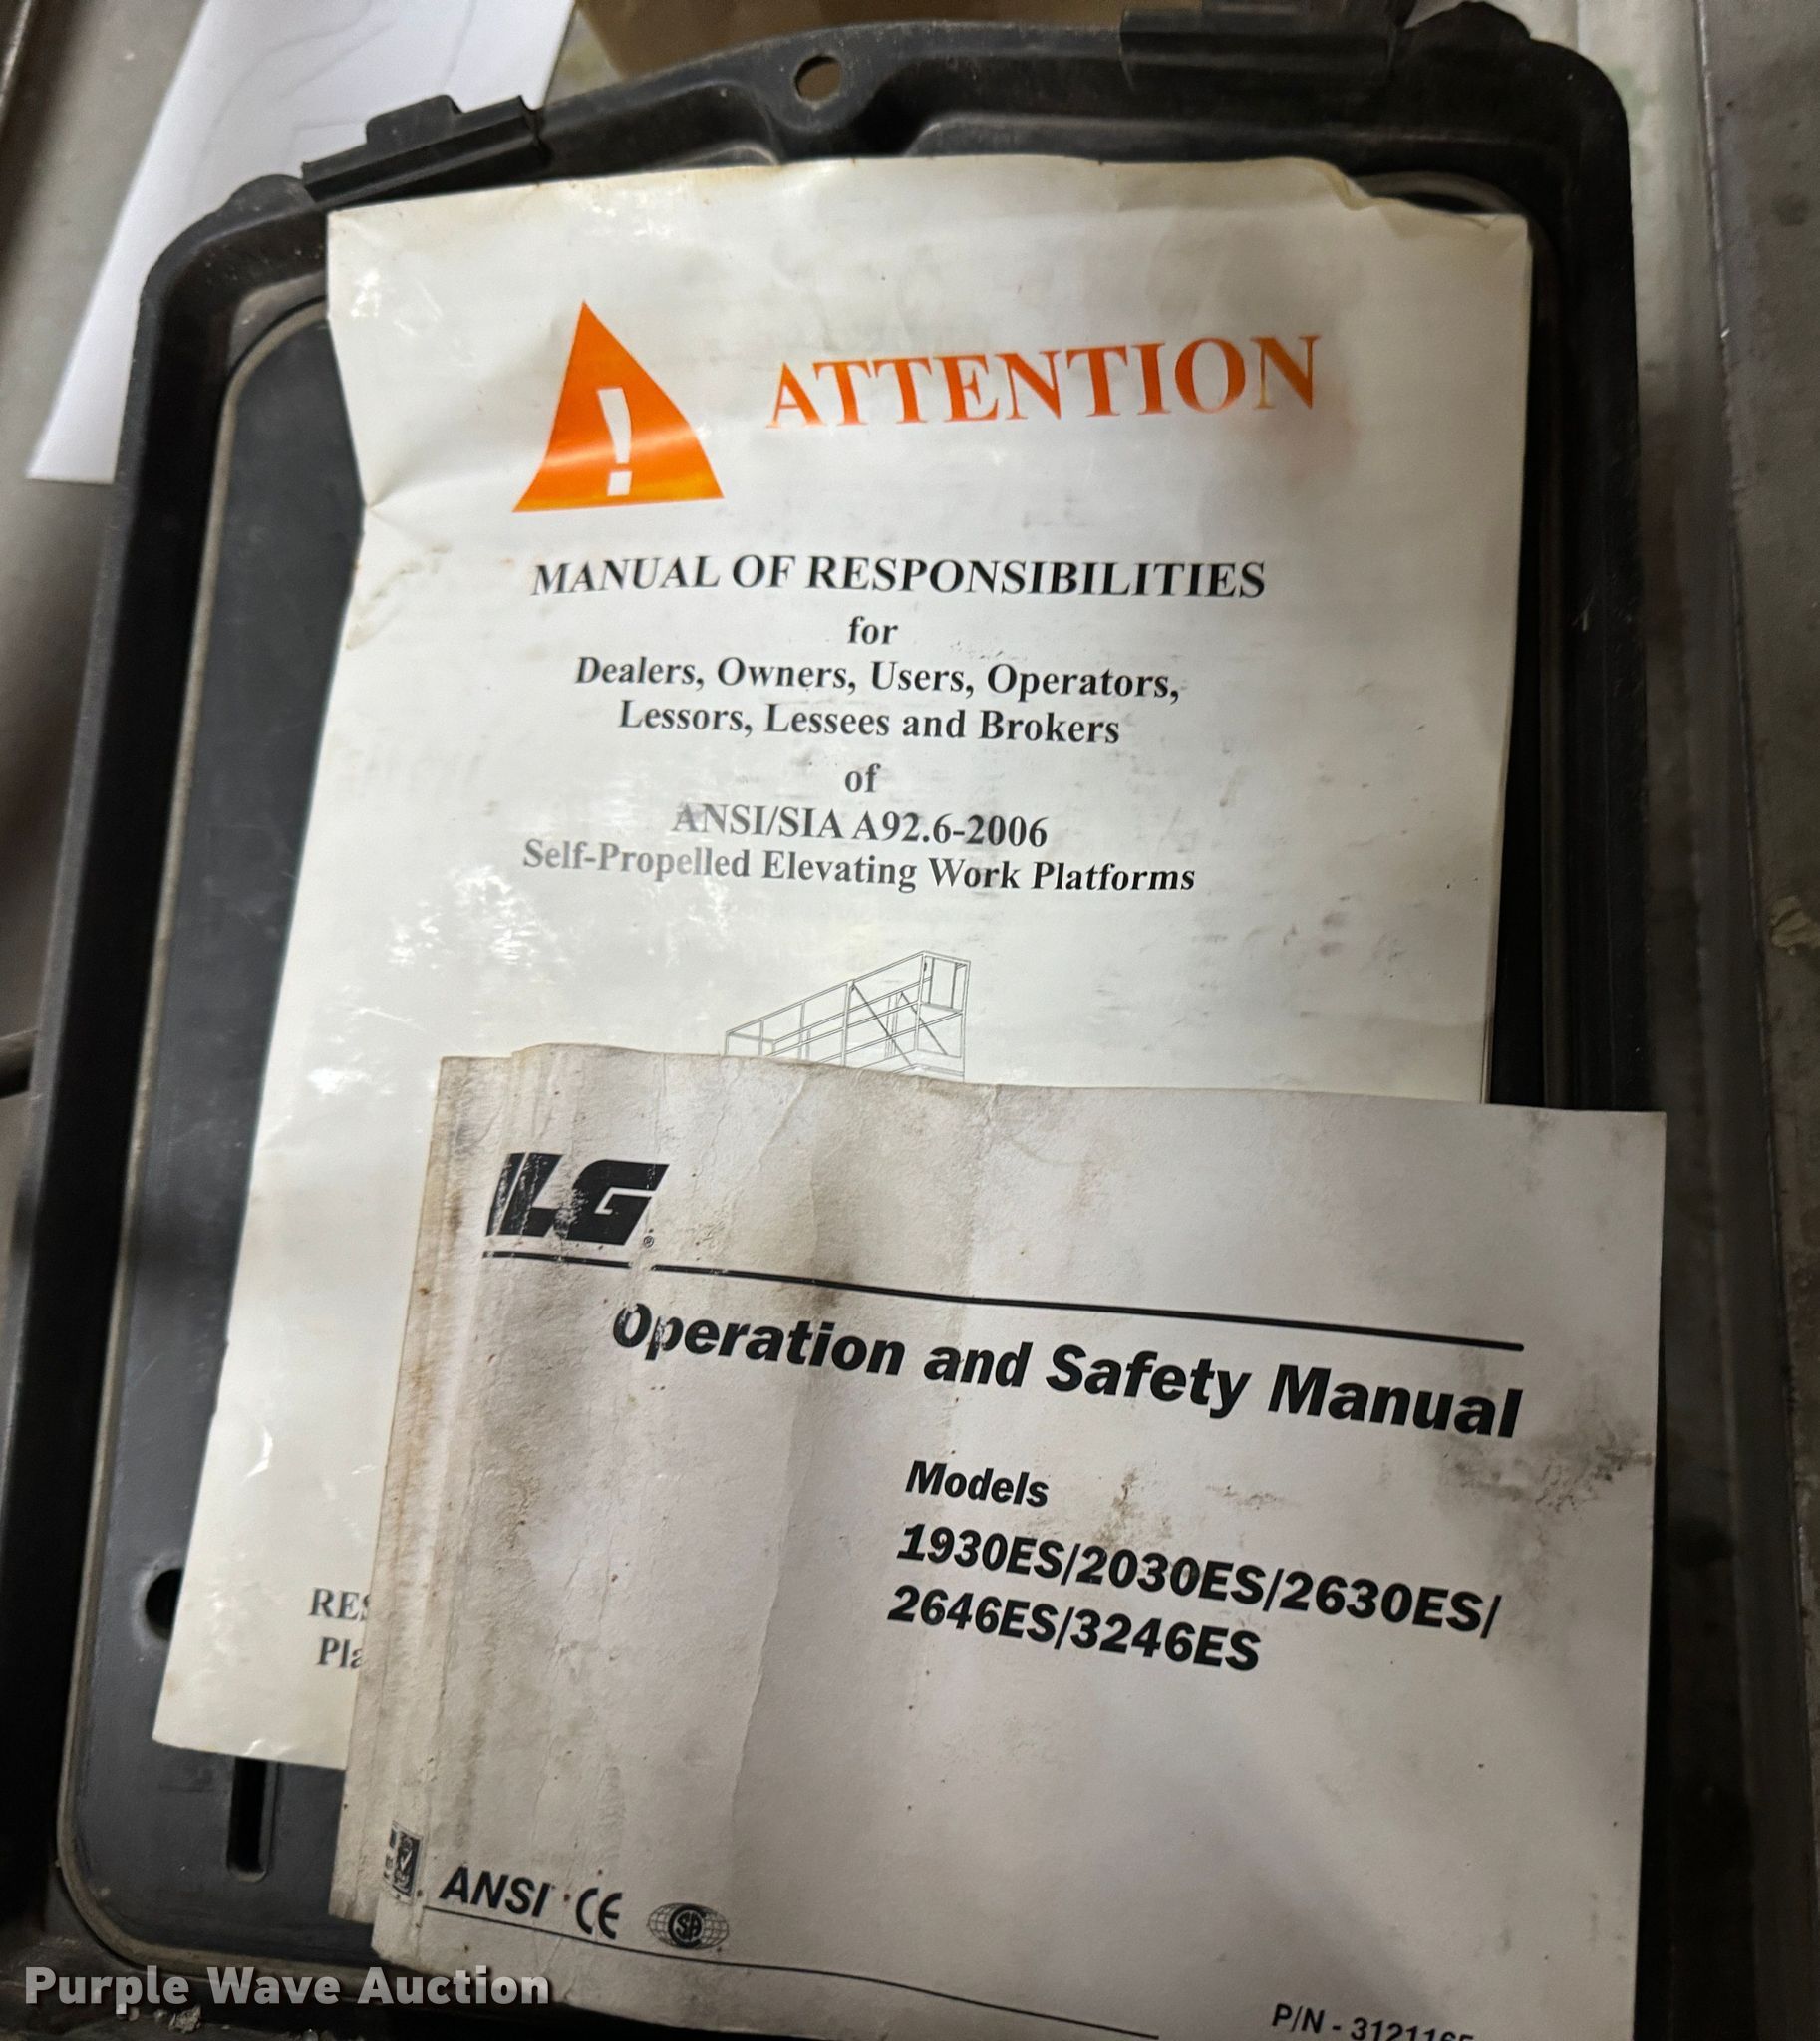 !
ATTENTION
MANUAL OF RESPONSIBILITIES
for
Dealers, Owners, Users, Operators,
Lessors, Lessees and Brokers
of
ANSI/SIA A92.6-2006
Self-Propelled Elevating Work Platforms
JLG®
Operation and Safety Manual
Models
1930ES/2030ES/2630ES/
2646ES/3246ES
ANSI CE SA
P/N -
Purple Wave Auction